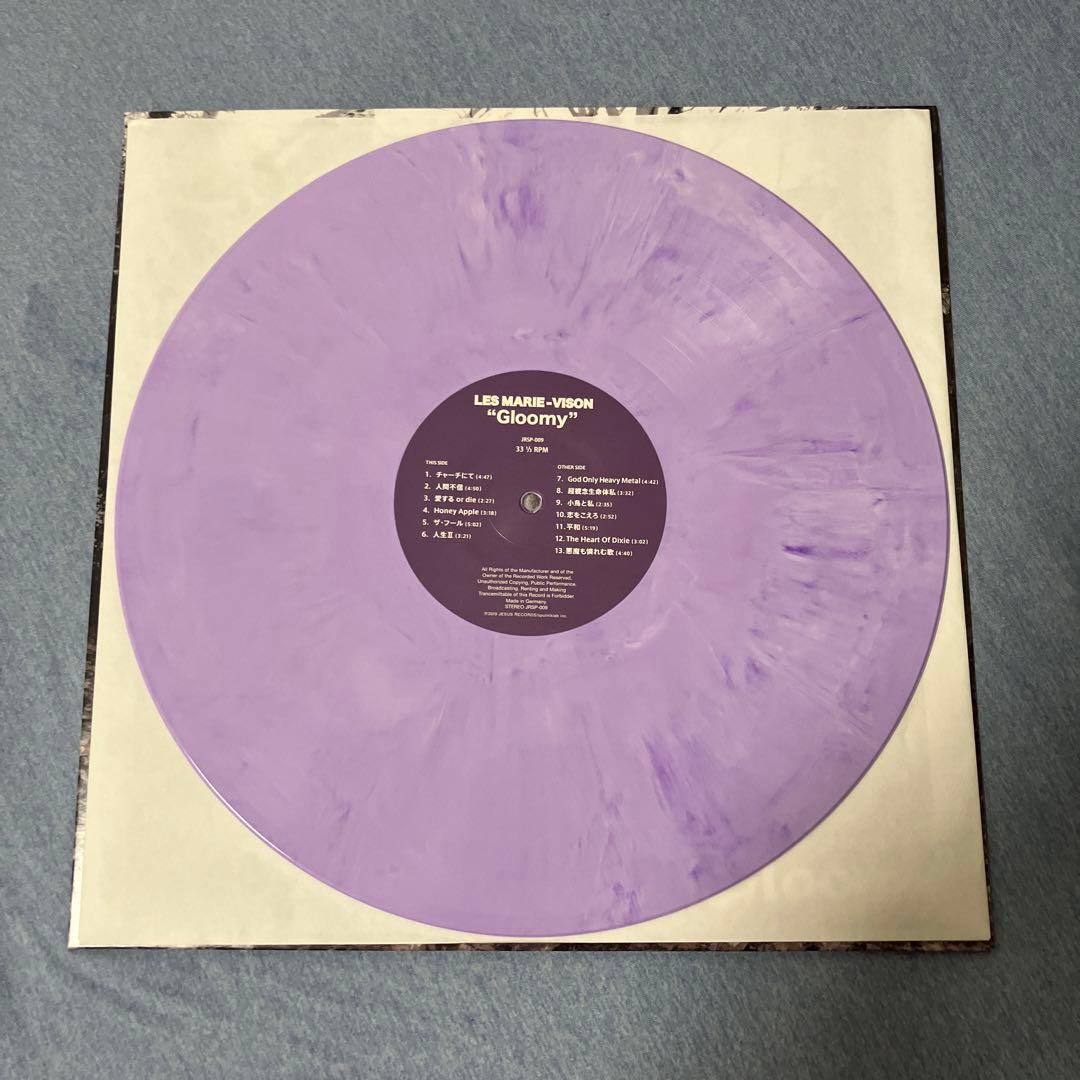 LES MARIE-VISON
“Gloomy”
JRSP-009
33 ⅓ RPM
THIS SIDE
1. チャーチにて (4:47)
2. 人間不信 (4:50)
3. 愛する or die (2:27)
4. Honey Apple (3:18)
5. ザ・フール (5:02)
6. 人生Ⅱ (3:21)
OTHER SIDE
7. God Only Heavy Metal (4:42)
8. 超観念生命体私 (3:32)
9. 小鳥と私 (2:35)
10. 恋をこえろ (2:52)
11. 平和 (5:19)
12. The Heart Of Dixie (3:02)
13. 悪魔も憐れむ歌 (4:40)
All Rights of the Manufacturer and of the
Owner of the Recorded Work Reserved.
Unauthorized Copying, Public Performance,
Broadcasting, Renting and Making
Trancemittable of this Record is Forbidden.
Made in Germany
STEREO JRSP-009
JESUS RECORDS/sputniklab inc.